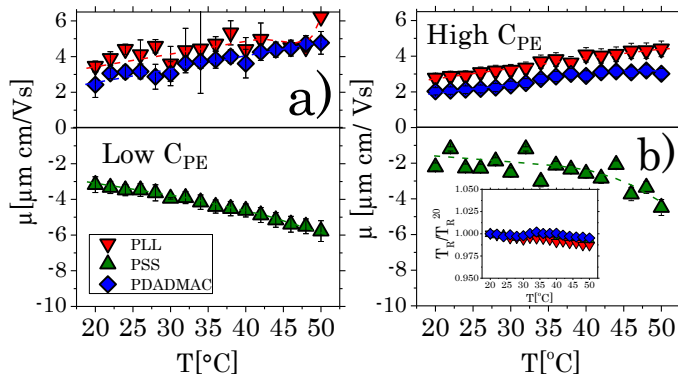 6
4
2
0
-2
-4
-6
-8
-10
μ[μm cm/Vs]
a)
Low C_PE
PLL
PSS
PDADMAC
20 25 30 35 40 45 50
T[°C]
6
4
2
0
-2
-4
-6
-8
-10
μ [μm cm/ Vs]
High C_PE
b)
1.050
1.025
1.000
0.975
0.950
T_R/T_R^20
20 25 30 35 40 45 50
T[°C]
20 25 30 35 40 45 50
T[°C]